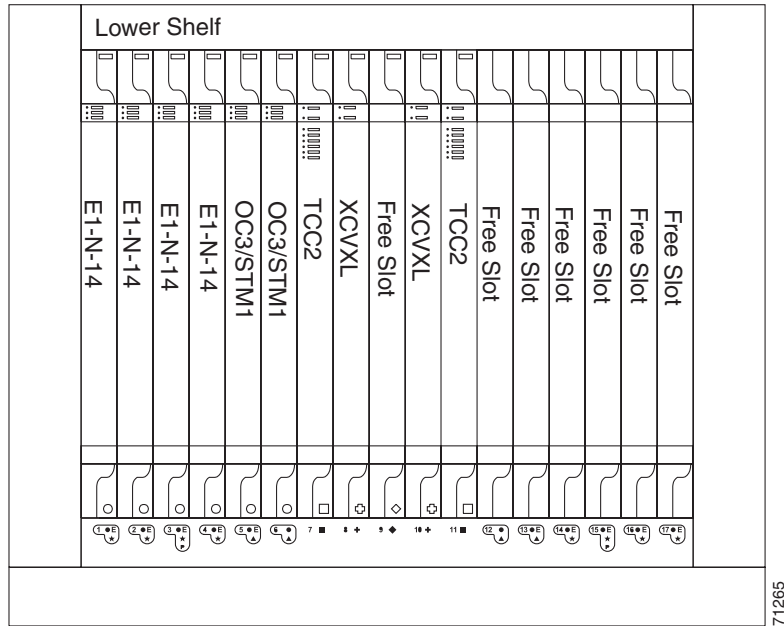 Lower Shelf
E1-N-14
E1-N-14
E1-N-14
E1-N-14
OC3/STM1
OC3/STM1
TCC2
XCVXL
Free Slot
XCVXL
TCC2
Free Slot
Free Slot
Free Slot
Free Slot
Free Slot
Free Slot
1 E
2 E
3 E P
4 E
5 E
6
7
8
9
10
11
12
13 E
14 E
15 E P
16 E
17 E
71265